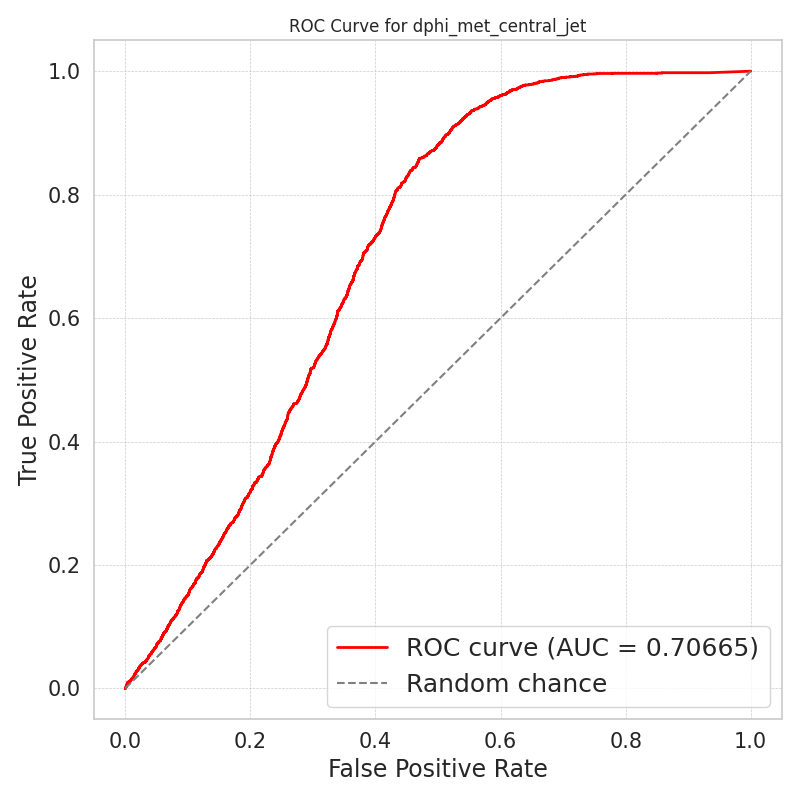 ROC Curve for dphi_met_central_jet
True Positive Rate
1.0
0.8
0.6
0.4
0.2
0.0
ROC curve (AUC = 0.70665)
Random chance
0.0 0.2 0.4 0.6 0.8 1.0
False Positive Rate